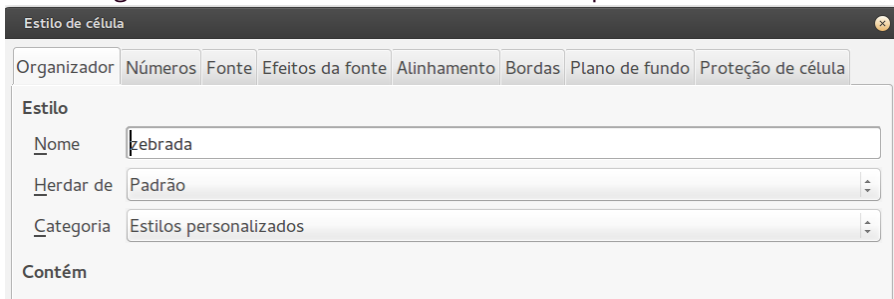 Estilo de célula
Organizador Números Fonte Efeitos da fonte Alinhamento Bordas Plano de fundo Proteção de célula
Estilo
Nome zebrada
Herdar de Padrão
Categoria Estilos personalizados
Contém